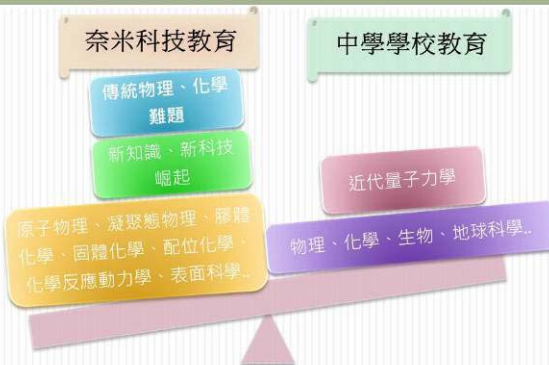 奈米科技教育
中學學校教育
傳統物理、化學
難題
新知識、新科技
崛起
近代量子力學
原子物理、凝聚態物理、膠體
化學、固體化學、配位化學、
化學反應動力學、表面科學..
物理、化學、生物、地球科學..